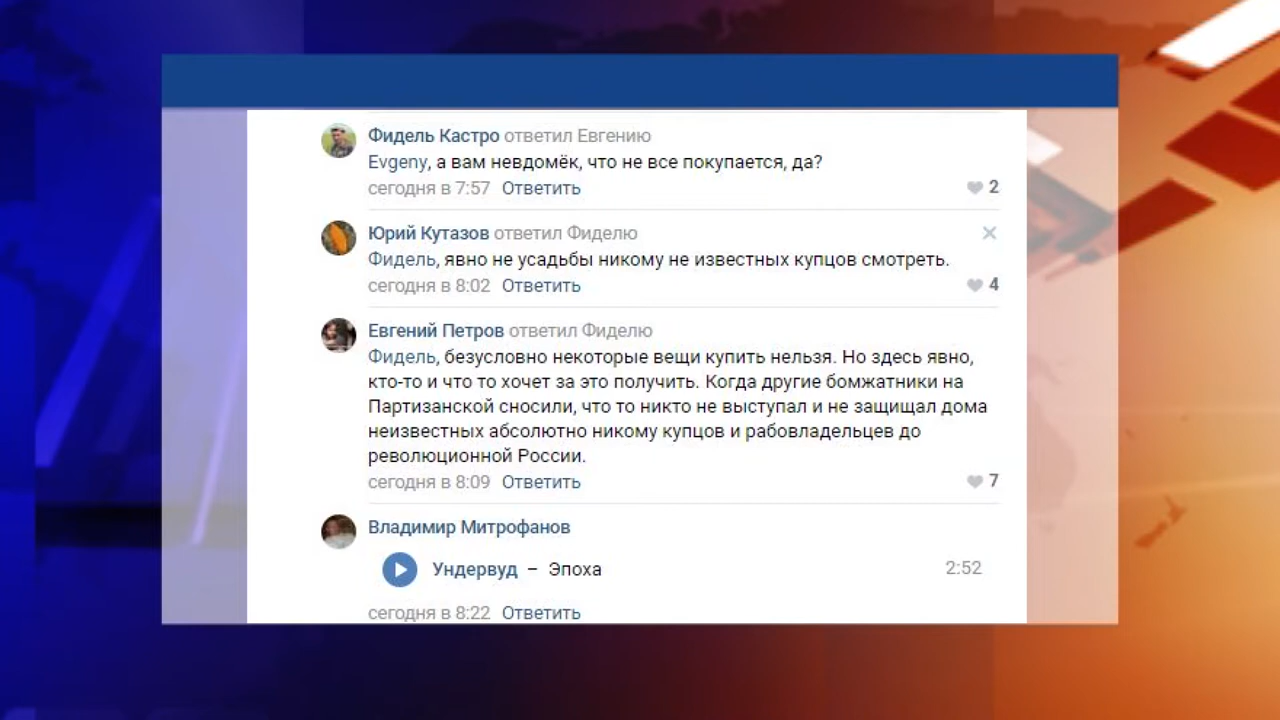 Фидель Кастро ответил Евгению
Evgeny, а вам невдомёк, что не все покупается, да?
сегодня в 7:57 Ответить 2
Юрий Кутазов ответил Фиделю
Фидель, явно не усадьбы никому не известных купцов смотреть.
сегодня в 8:02 Ответить 4
Евгений Петров ответил Фиделю
Фидель, безусловно некоторые вещи купить нельзя. Но здесь явно,
кто-то и что то хочет за это получить. Когда другие бомжатники на
Партизанской сносили, что то никто не выступал и не защищал дома
неизвестных абсолютно никому купцов и рабовладельцев до
революционной России.
сегодня в 8:09 Ответить 7
Владимир Митрофанов
Ундервуд – Эпоха 2:52
сегодня в 8:22 Ответить